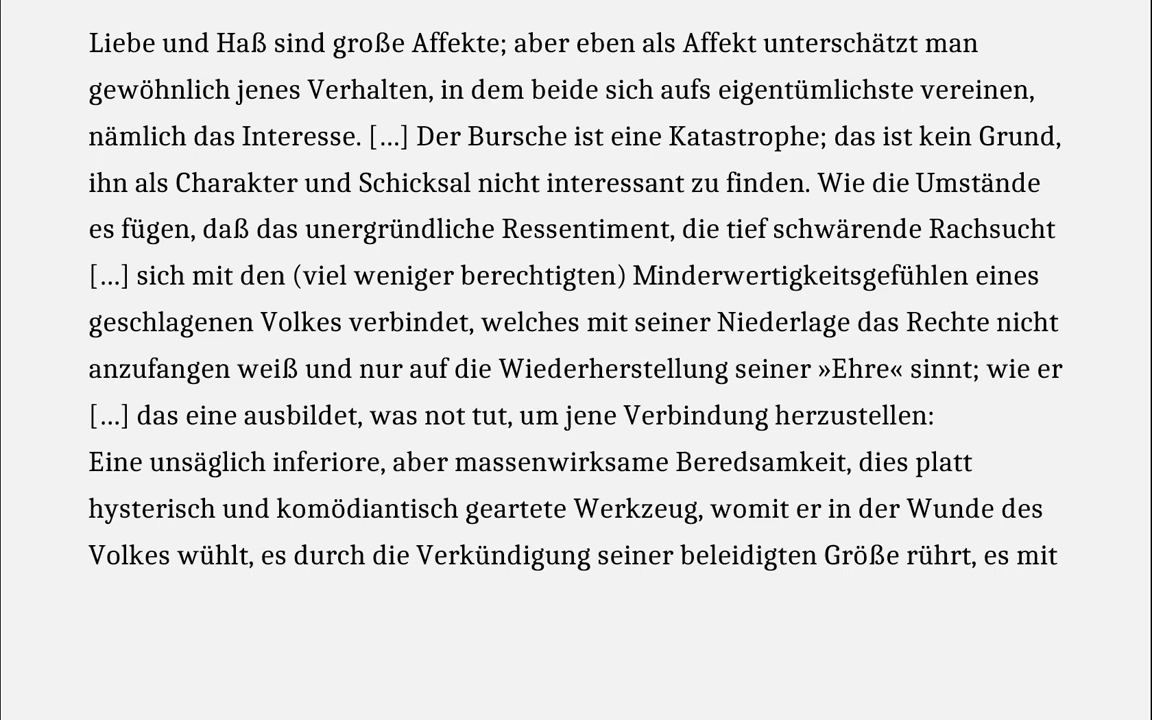 Liebe und Haß sind große Affekte; aber eben als Affekt unterschätzt man
gewöhnlich jenes Verhalten, in dem beide sich aufs eigentümlichste vereinen,
nämlich das Interesse. […] Der Bursche ist eine Katastrophe; das ist kein Grund,
ihn als Charakter und Schicksal nicht interessant zu finden. Wie die Umstände
es fügen, daß das unergründliche Ressentiment, die tief schwärende Rachsucht
[…] sich mit den (viel weniger berechtigten) Minderwertigkeitsgefühlen eines
geschlagenen Volkes verbindet, welches mit seiner Niederlage das Rechte nicht
anzufangen weiß und nur auf die Wiederherstellung seiner »Ehre« sinnt; wie er
[…] das eine ausbildet, was not tut, um jene Verbindung herzustellen:
Eine unsäglich inferiore, aber massenwirksame Beredsamkeit, dies platt
hysterisch und komödiantisch geartete Werkzeug, womit er in der Wunde des
Volkes wühlt, es durch die Verkündigung seiner beleidigten Größe rührt, es mit